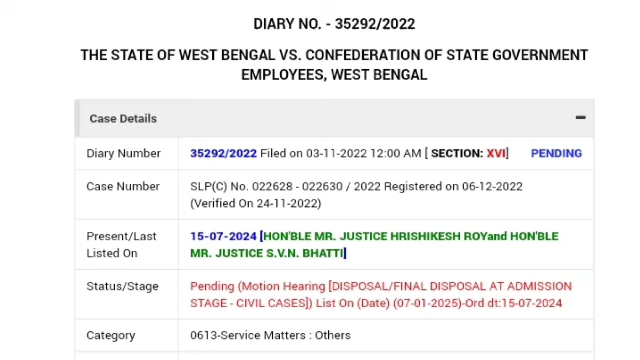 DIARY NO. - 35292/2022
THE STATE OF WEST BENGAL VS. CONFEDERATION OF STATE GOVERNMENT
EMPLOYEES, WEST BENGAL
Case Details
Diary Number 35292/2022 Filed on 03-11-2022 12:00 AM [ SECTION: XVI] PENDING
Case Number SLP(C) No. 022628 - 022630 / 2022 Registered on 06-12-2022
(Verified On 24-11-2022)
Present/Last 15-07-2024 [HON'BLE MR. JUSTICE HRISHIKESH ROYand HON'BLE
Listed On MR. JUSTICE S.V.N. BHATTI]
Status/Stage Pending (Motion Hearing [DISPOSAL/FINAL DISPOSAL AT ADMISSION
STAGE - CIVIL CASES]) List On (Date) (07-01-2025)-Ord dt:15-07-2024
Category 0613-Service Matters : Others